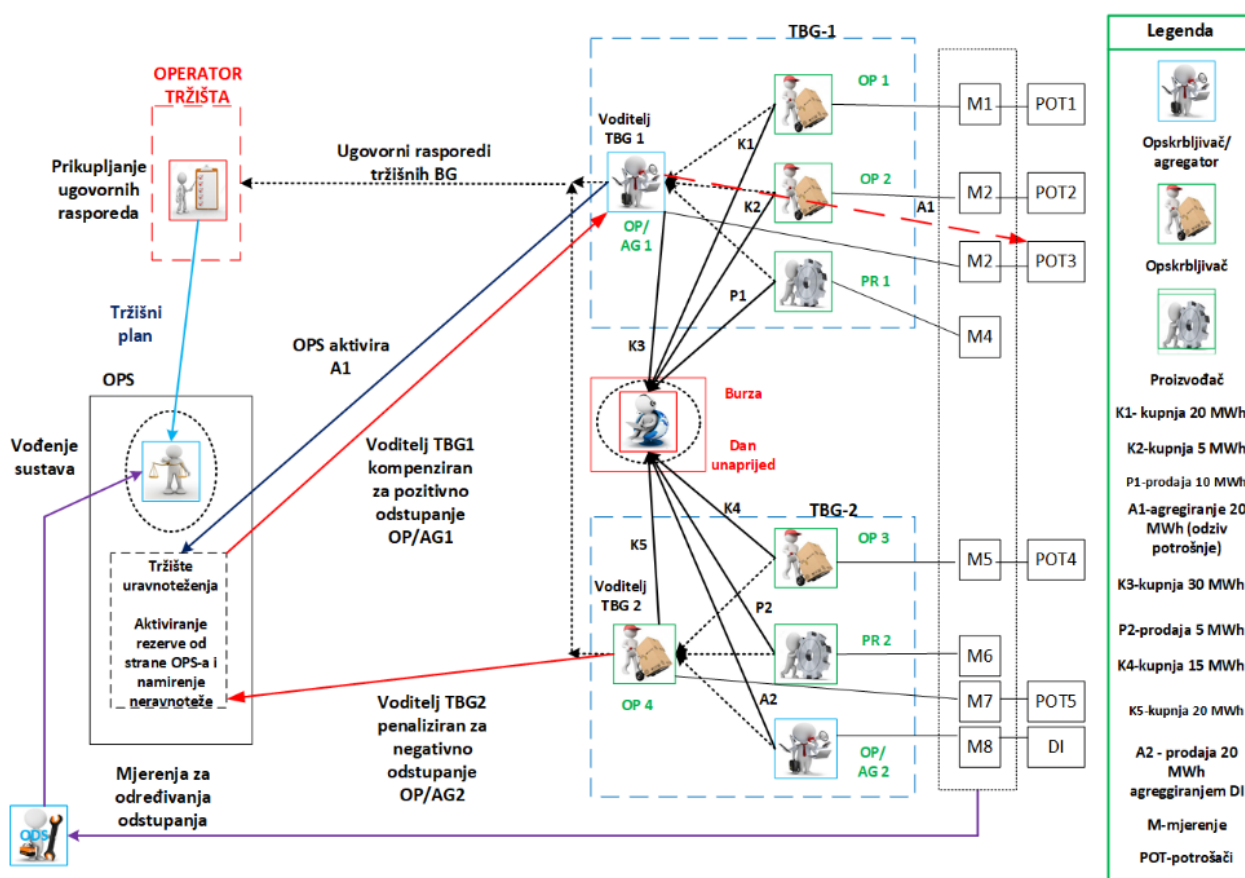 OPERATOR
TRŽIŠTA
Prikupljanje
ugovornih
rasporeda
Ugovorni rasporedi
tržišnih BG
Tržišni
plan
OPS
Vođenje
sustava
Tržište
uravnoteženja
Aktiviranje
rezerve od
strane OPS-a i
namirenje
neravnoteže
OPS aktivira
A1
Voditelj TBG1
kompenziran
za pozitivno
odstupanje
OP/AG1
Voditelj TBG2
penaliziran za
negativno
odstupanje
OP/AG2
Mjerenja za
određivanja
odstupanja
ODS
TBG-1
Voditelj
TBG 1
OP/
AG 1
OP 1
OP 2
PR 1
K1
K2
P1
K3
A1
M1
POT1
M2
POT2
M2
POT3
M4
Burza
Dan
unaprijed
TBG-2
Voditelj
TBG 2
OP 4
OP 3
PR 2
OP/
AG 2
K4
K5
P2
A2
M5
POT4
M6
M7
POT5
M8
DI
Legenda
Opskrbljivač/
agregator
Opskrbljivač
Proizvođač
K1- kupnja 20 MWh
K2-kupnja 5 MWh
P1-prodaja 10 MWh
A1-agregiranje 20
MWh (odziv
potrošnje)
K3-kupnja 30 MWh
P2-prodaja 5 MWh
K4-kupnja 15 MWh
K5-kupnja 20 MWh
A2 - prodaja 20
MWh
agreggiranjem DI
M-mjerenje
POT-potrošači